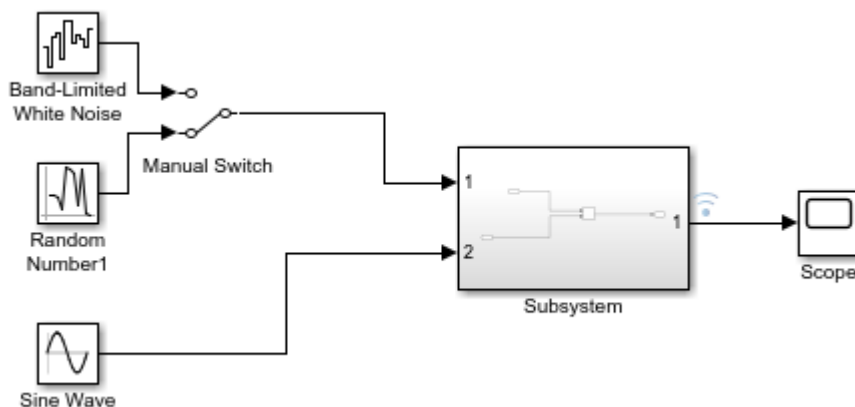 Band-Limited
White Noise
Manual Switch
Random
Number1
1
2
1
Subsystem
Scope
Sine Wave